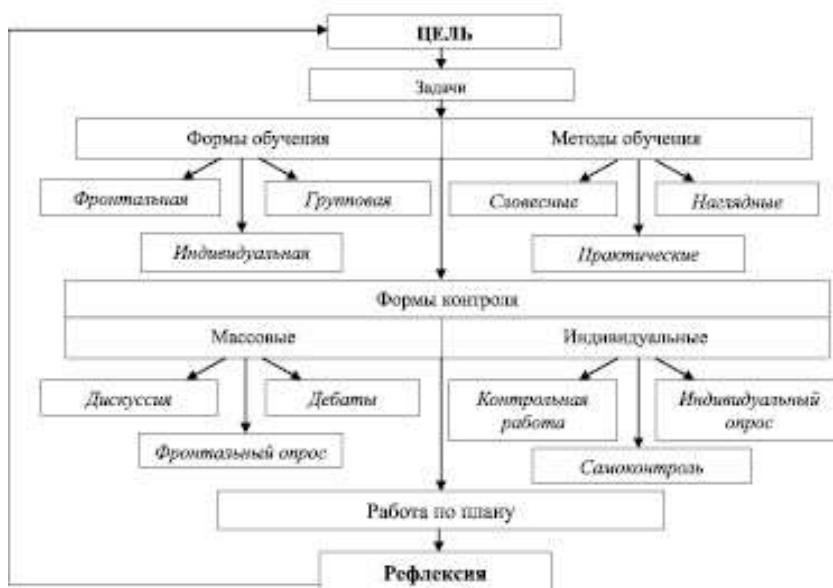 ЦЕЛЬ
Задачи
Формы обучения
Методы обучения
Фронтальная
Групповая
Словесные
Наглядные
Индивидуальная
Практические
Формы контроля
Массовые
Индивидуальные
Дискуссия
Дебаты
Контрольная
работа
Индивидуальный
опрос
Фронтальный опрос
Самоконтроль
Работа по плану
Рефлексия